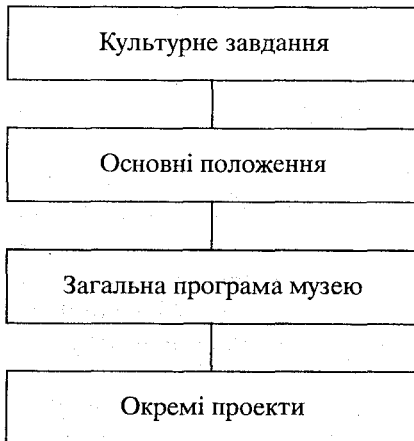 Культурне завдання
Основні положення
Загальна програма музею
Окремі проекти